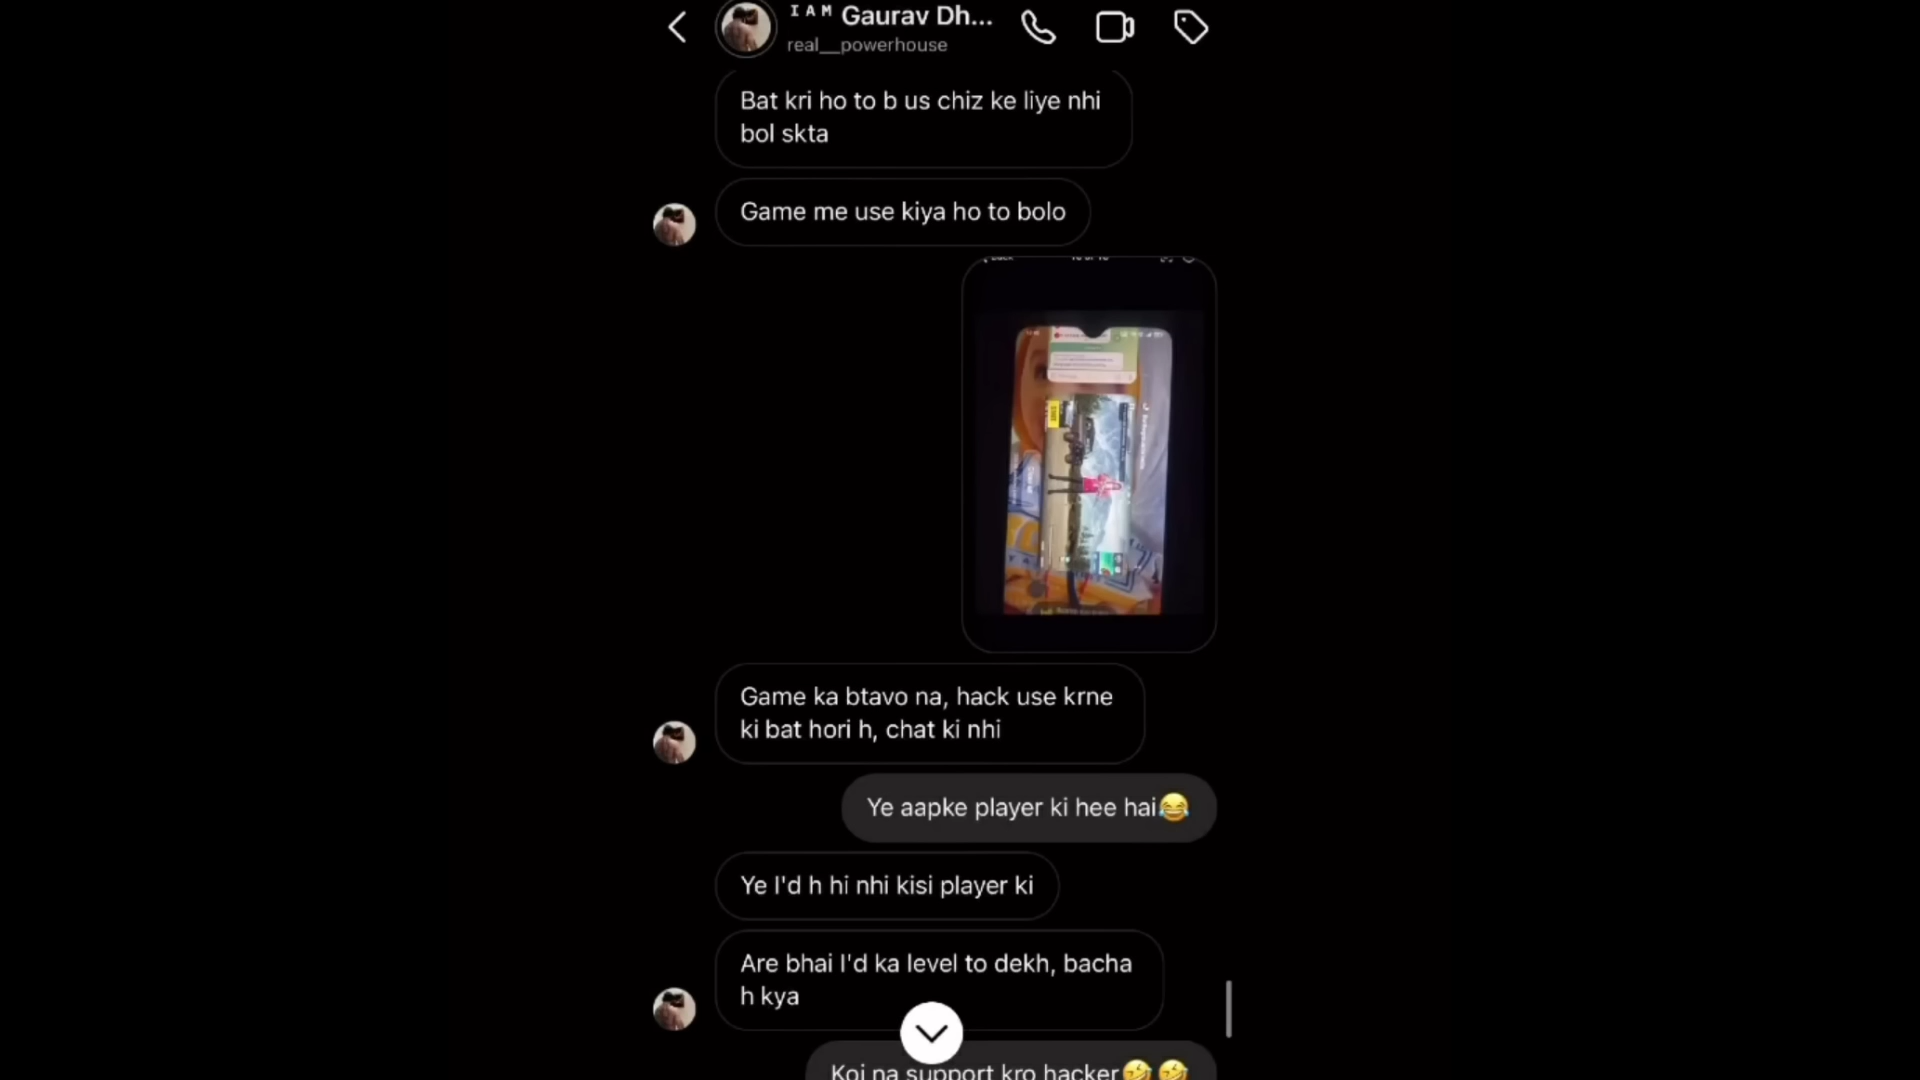 I A M Gaurav Dh...
real__powerhouse
Bat kri ho to b us chiz ke liye nhi
bol skta
Game me use kiya ho to bolo
Game ka btavo na, hack use krne
ki bat hori h, chat ki nhi
Ye aapke player ki hee hai😂
Ye I'd h hi nhi kisi player ki
Are bhai I'd ka level to dekh, bacha
h kya
Koi na support kro hacker🤣🤣